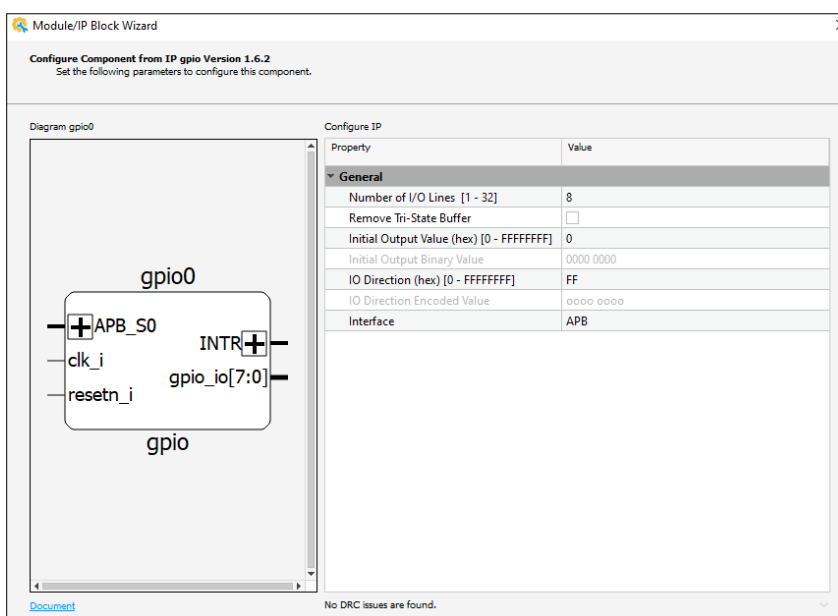 Module/IP Block Wizard
Configure Component from IP gpio Version 1.6.2
Set the following parameters to configure this component.
Diagram gpio0
Configure IP
Property Value
General
Number of I/O Lines [1 - 32] 8
Remove Tri-State Buffer
Initial Output Value (hex) [0 - FFFFFFFF] 0
Initial Output Binary Value 0000 0000
IO Direction (hex) [0 - FFFFFFFF] FF
IO Direction Encoded Value oooo oooo
Interface APB
gpio0
APB_S0
INTR
clk_i
gpio_io[7:0]
resetn_i
gpio
Document
No DRC issues are found.